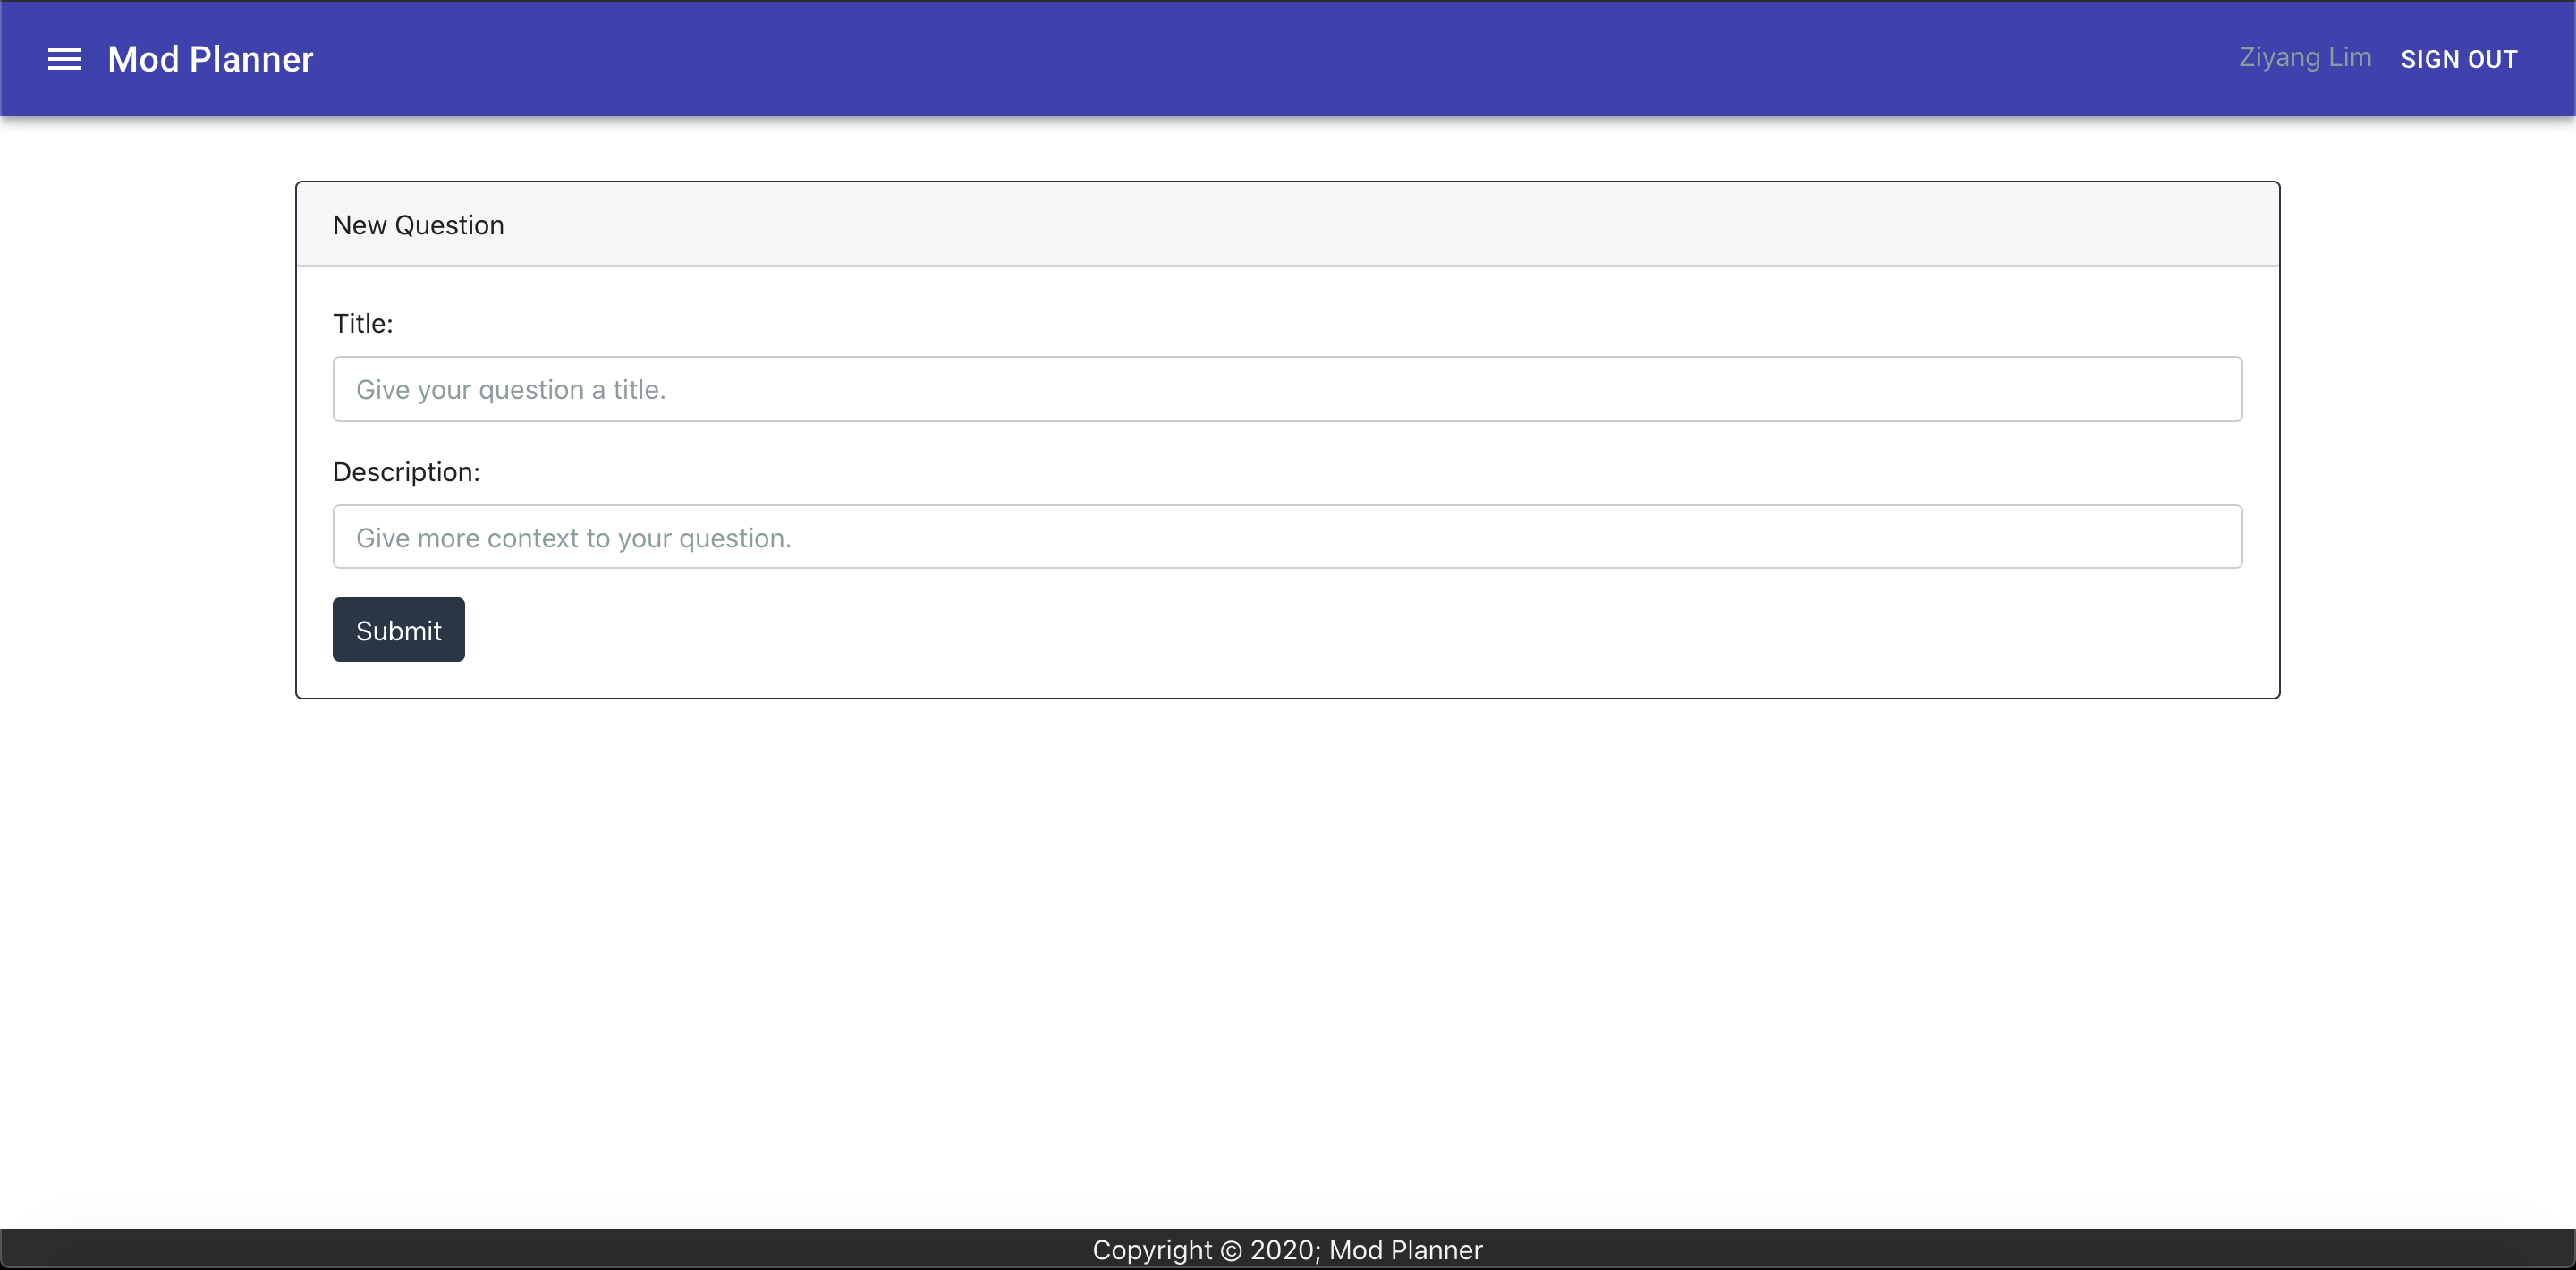 Mod Planner
Ziyang Lim SIGN OUT
New Question
Title:
Give your question a title.
Description:
Give more context to your question.
Submit
Copyright © 2020; Mod Planner